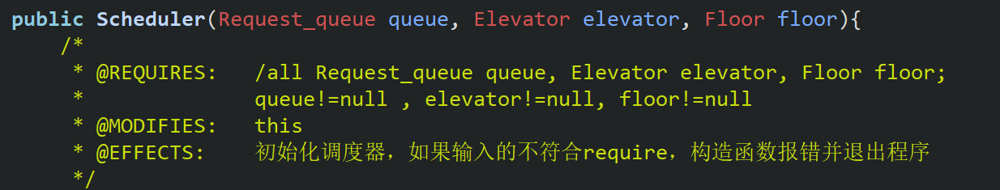 public Scheduler(Request_queue queue, Elevator elevator, Floor floor){
/*
* @REQUIRES: /all Request_queue queue, Elevator elevator, Floor floor;
* queue!=null , elevator!=null, floor!=null
* @MODIFIES: this
* @EFFECTS: 初始化调度器，如果输入的不符合require，构造函数报错并退出程序
*/